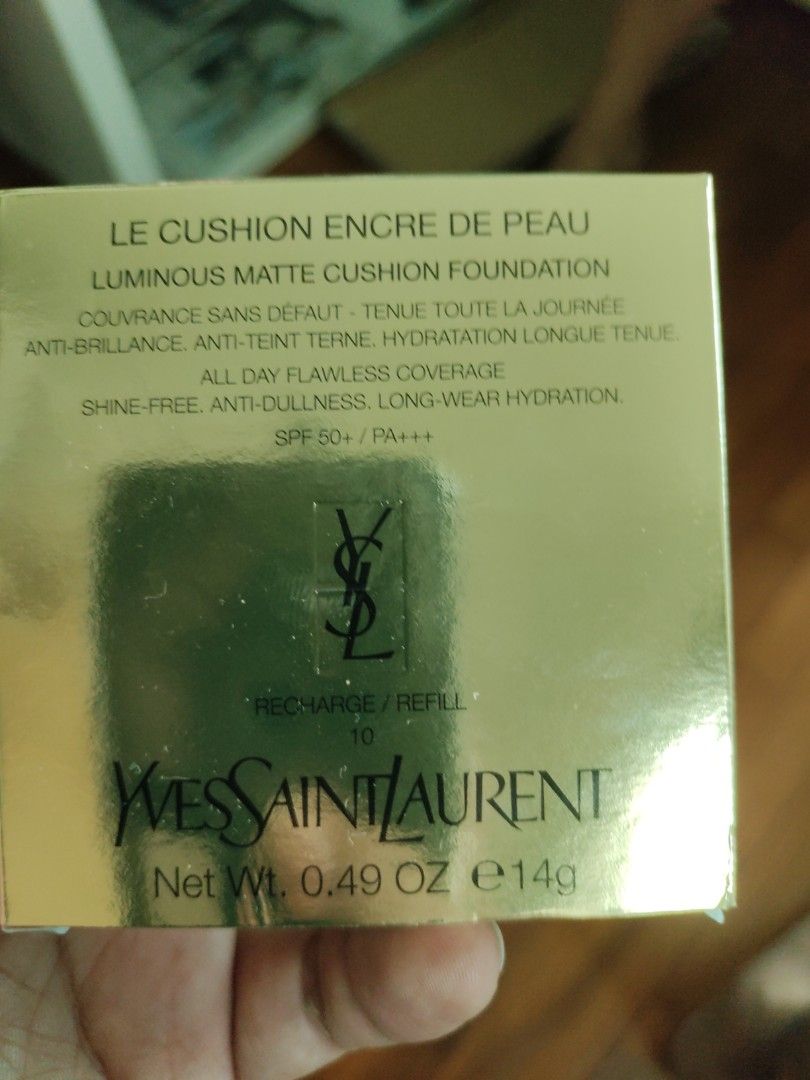 LE CUSHION ENCRE DE PEAU
LUMINOUS MATTE CUSHION FOUNDATION
COUVRANCE SANS DÉFAUT - TENUE TOUTE LA JOURNÉE
ANTI-BRILLANCE. ANTI-TEINT TERNE. HYDRATATION LONGUE TENUE.
ALL DAY FLAWLESS COVERAGE
SHINE-FREE. ANTI-DULLNESS. LONG-WEAR HYDRATION.
SPF 50+ / PA+++
YSL
RECHARGE / REFILL
10
YVESSAINTLAURENT
Net Wt. 0.49 OZ ℮14g